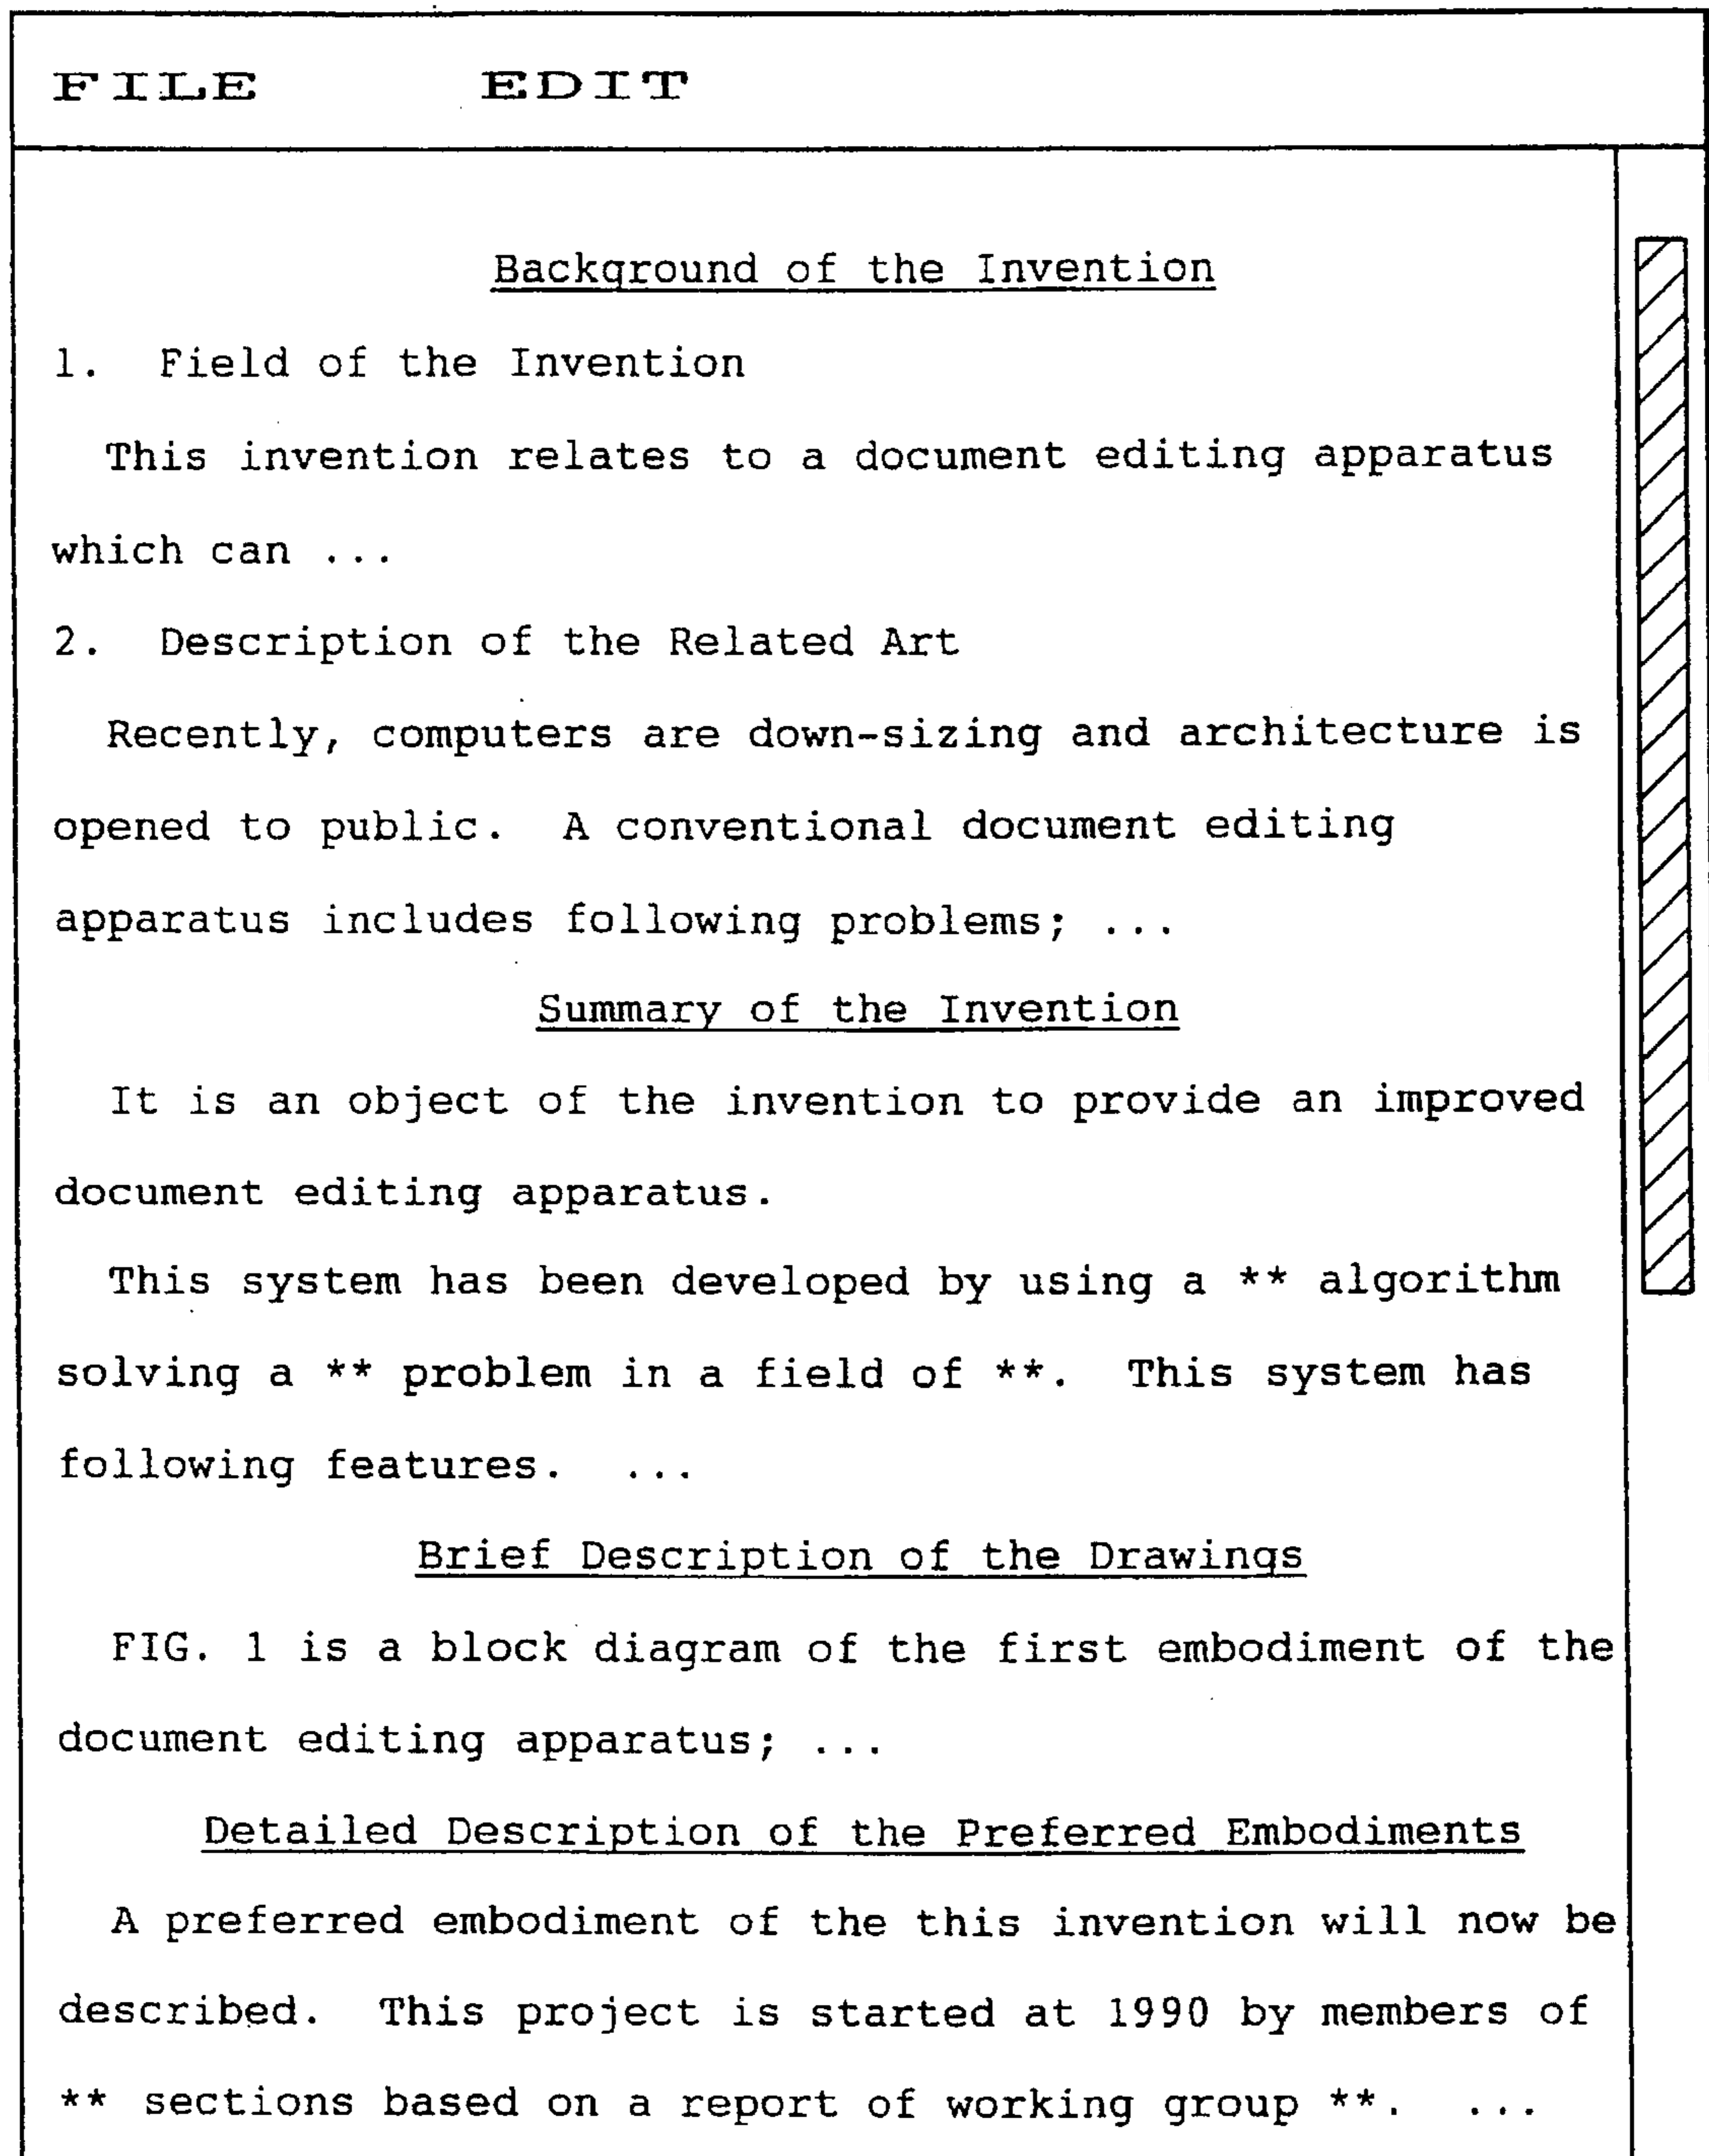 FILE EDIT
Background of the Invention
1. Field of the Invention
This invention relates to a document editing apparatus
which can ...
2. Description of the Related Art
Recently, computers are down-sizing and architecture is
opened to public. A conventional document editing
apparatus includes following problems; ...
Summary of the Invention
It is an object of the invention to provide an improved
document editing apparatus.
This system has been developed by using a ** algorithm
solving a ** problem in a field of **. This system has
following features. ...
Brief Description of the Drawings
FIG. 1 is a block diagram of the first embodiment of the
document editing apparatus; ...
Detailed Description of the Preferred Embodiments
A preferred embodiment of the this invention will now be
described. This project is started at 1990 by members of
** sections based on a report of working group **. ...